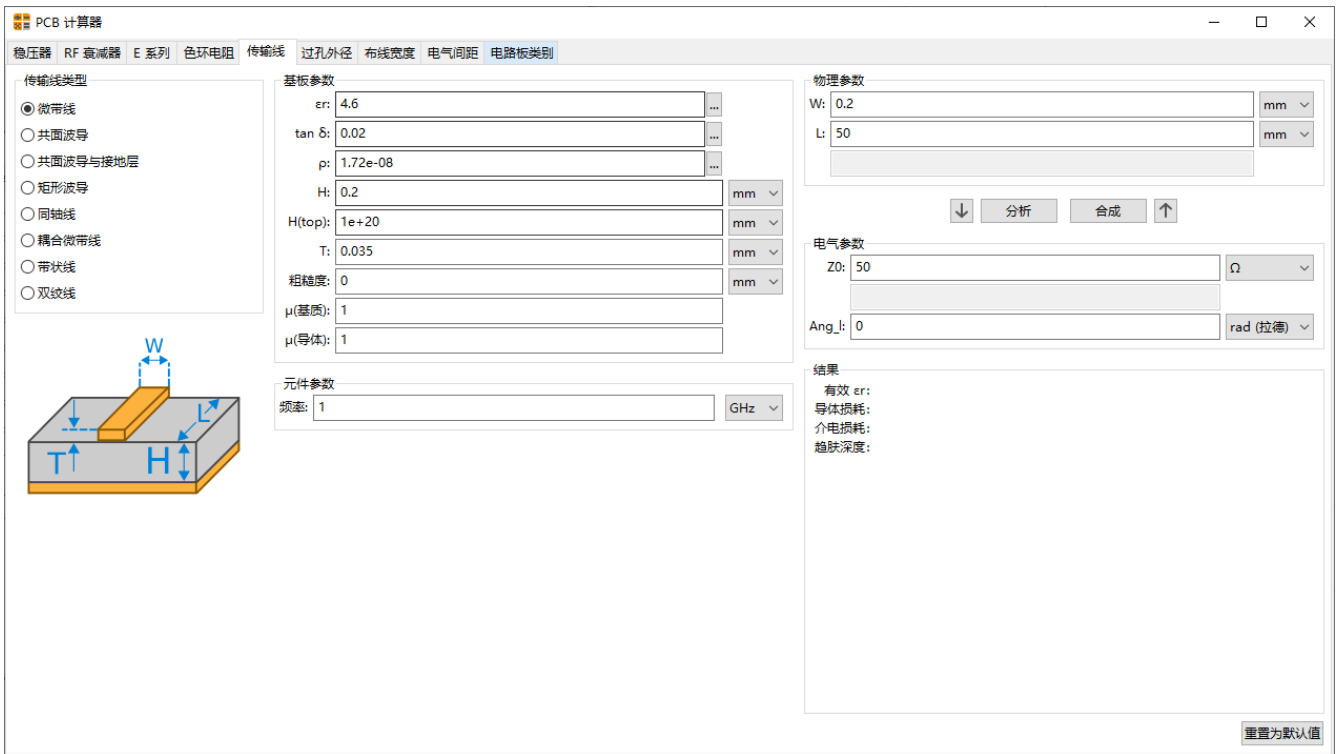 PCB 计算器
稳压器 RF 衰减器 E 系列 色环电阻 传输线 过孔外径 布线宽度 电气间距 电路板类别
传输线类型
微带线
共面波导
共面波导与接地层
矩形波导
同轴线
耦合微带线
带状线
双绞线
W
L
T
H
基板参数
εr: 4.6 ...
tan δ: 0.02 ...
ρ: 1.72e-08 ...
H: 0.2 mm
H(top): 1e+20 mm
T: 0.035 mm
粗糙度: 0 mm
μ(基质): 1
μ(导体): 1
元件参数
频率: 1 GHz
物理参数
W: 0.2 mm
L: 50 mm
分析 合成
电气参数
Z0: 50 Ω
Ang_l: 0 rad (拉德)
结果
有效 εr:
导体损耗:
介电损耗:
趋肤深度:
重置为默认值